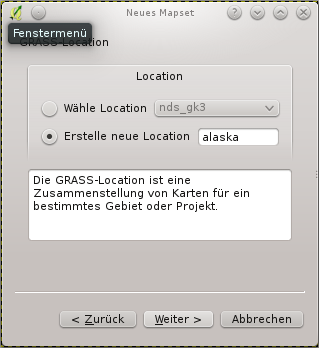 Neues Mapset
Fenstermenü
GRASS-Location
Location
Wähle Location
nds_gk3
Erstelle neue Location
alaska
Die GRASS-Location ist eine
Zusammenstellung von Karten für ein
bestimmtes Gebiet oder Projekt.
< Zurück
Weiter >
Abbrechen